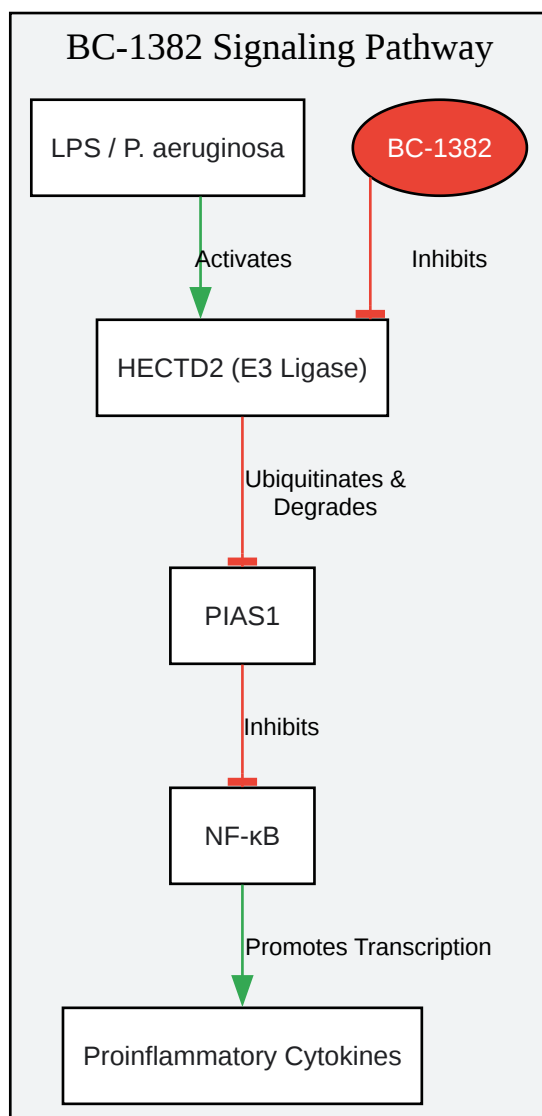 BC-1382 Signaling Pathway
LPS / P. aeruginosa
BC-1382
Activates
Inhibits
HECTD2 (E3 Ligase)
Ubiquitinates &
Degrades
PIAS1
Inhibits
NF-κB
Promotes Transcription
Proinflammatory Cytokines